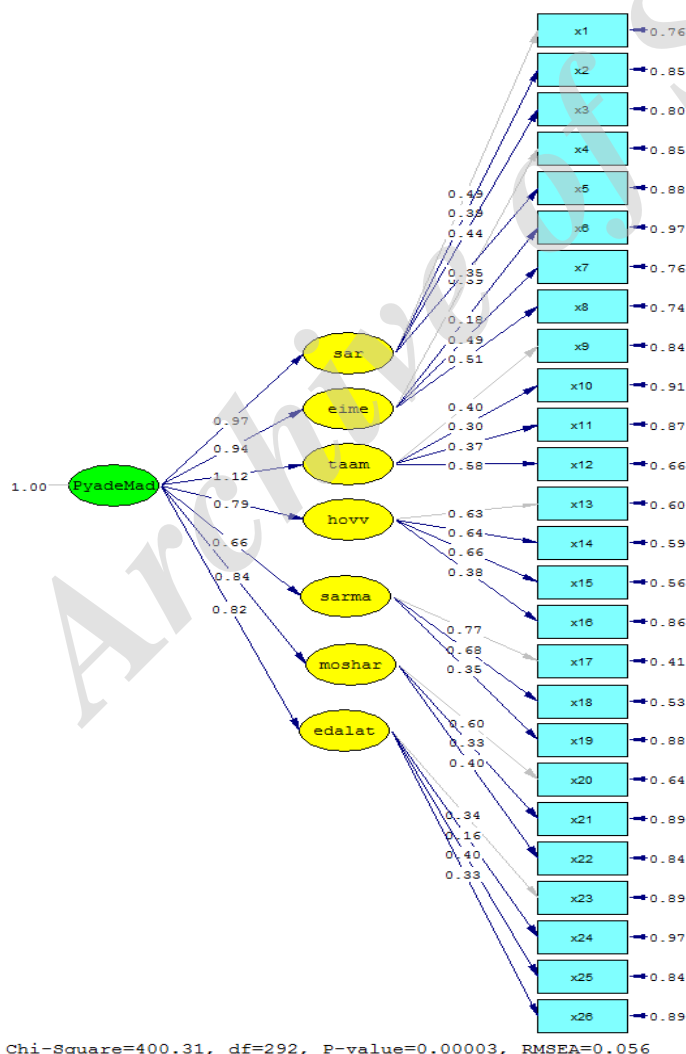 x1 0.76
x2 0.85
x3 0.80
x4 0.85
x5 0.88
x6 0.97
x7 0.76
x8 0.74
x9 0.84
x10 0.91
x11 0.87
x12 0.66
x13 0.60
x14 0.59
x15 0.56
x16 0.86
x17 0.41
x18 0.53
x19 0.88
x20 0.64
x21 0.89
x22 0.84
x23 0.89
x24 0.97
x25 0.84
x26 0.89
0.49
0.39
0.44
0.35
0.39
0.18
0.49
0.51
0.40
0.30
0.37
0.58
0.63
0.64
0.66
0.38
0.77
0.68
0.35
0.60
0.33
0.40
0.34
0.16
0.40
0.33
sar
eime
taam
hovv
sarma
moshar
edalat
0.97
0.94
1.12
0.79
0.66
0.84
0.82
1.00 PyadeMad
Archive of
Chi-Square=400.31, df=292, P-value=0.00003, RMSEA=0.056